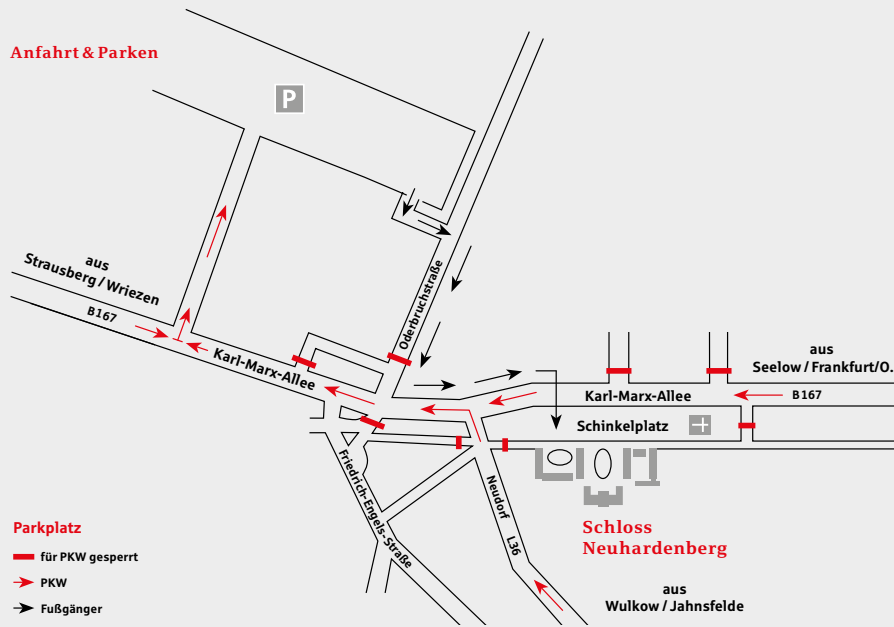 Anfahrt & Parken
P
aus
Strausberg / Wriezen
B167
Karl-Marx-Allee
Oderbruchstraße
aus
Seelow / Frankfurt/O.
Karl-Marx-Allee
B167
Schinkelplatz
Friedrich-Engels-Straße
Neudorf
L36
Schloss
Neuhardenberg
aus
Wulkow / Jahnsfelde
Parkplatz
für PKW gesperrt
PKW
Fußgänger